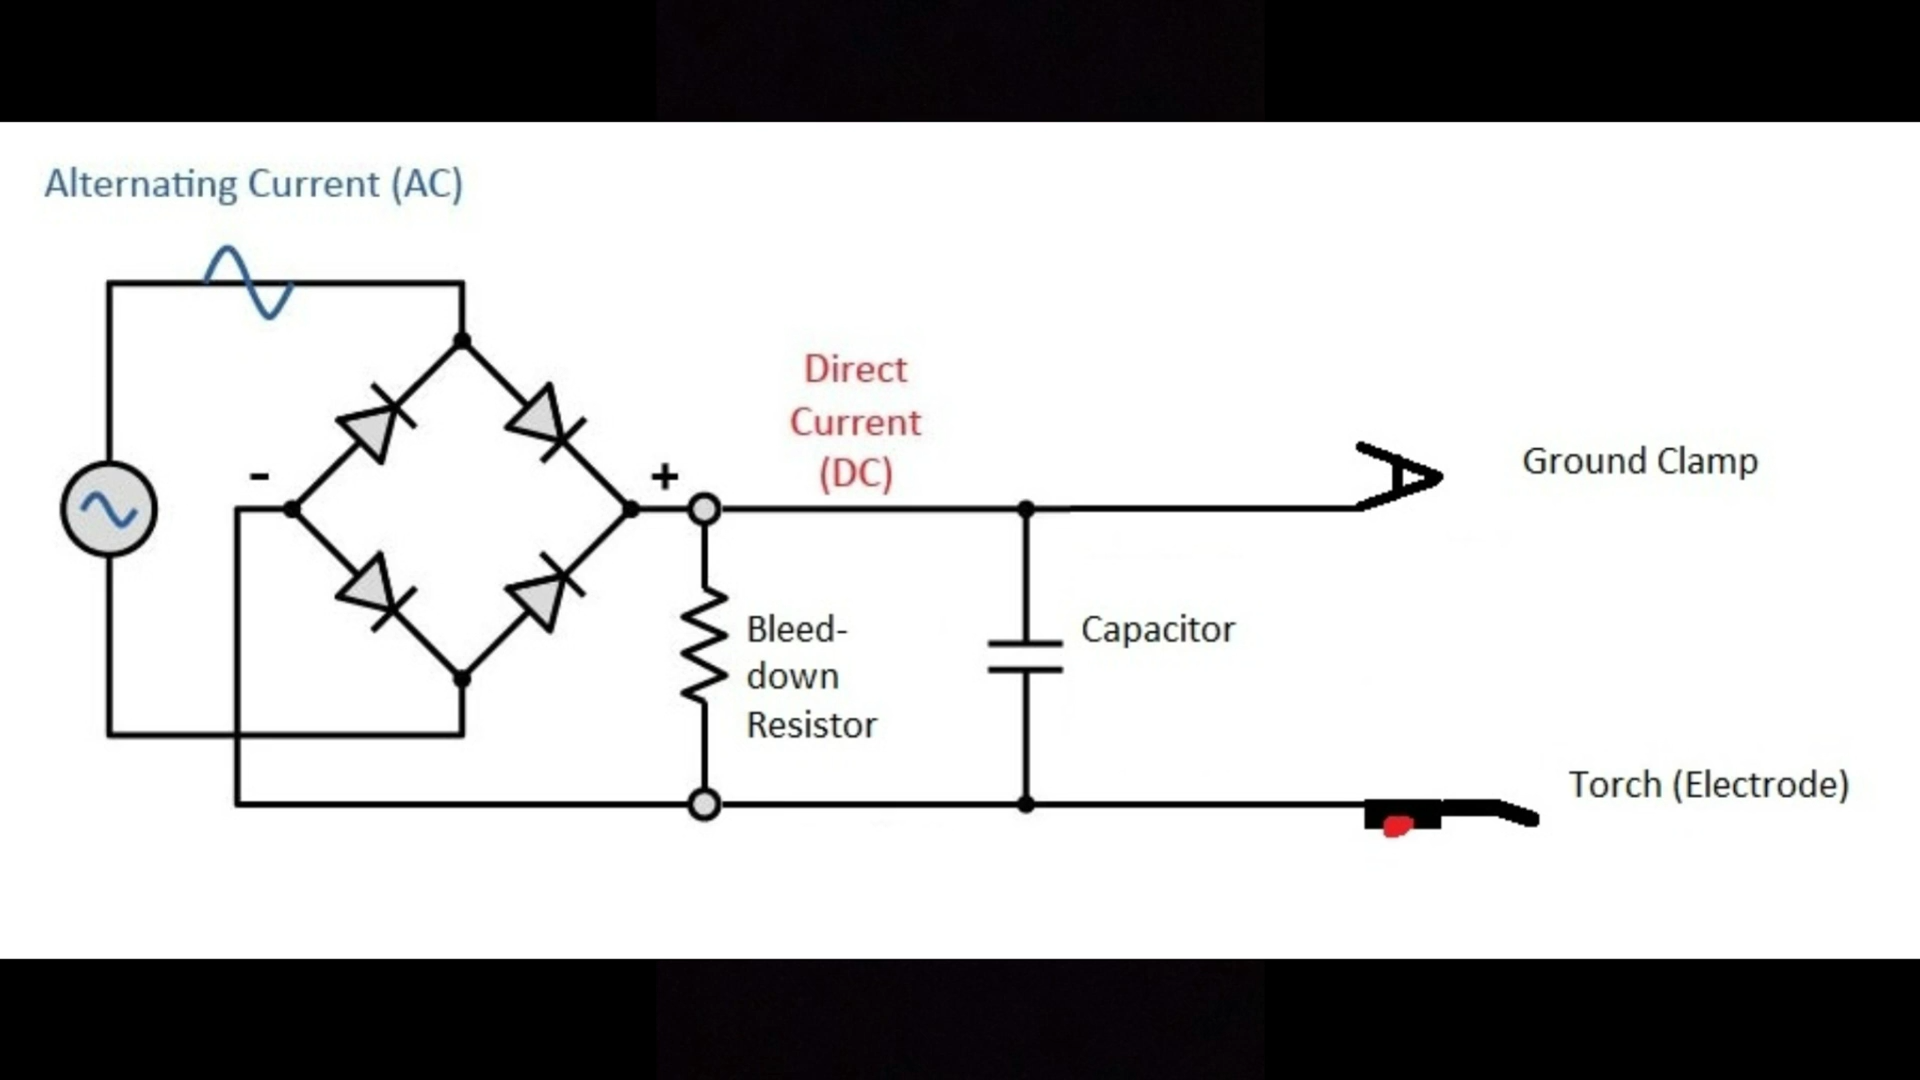 Alternating Current (AC)
Direct
Current
(DC)
-
+
Ground Clamp
Bleed-
down
Resistor
Capacitor
Torch (Electrode)